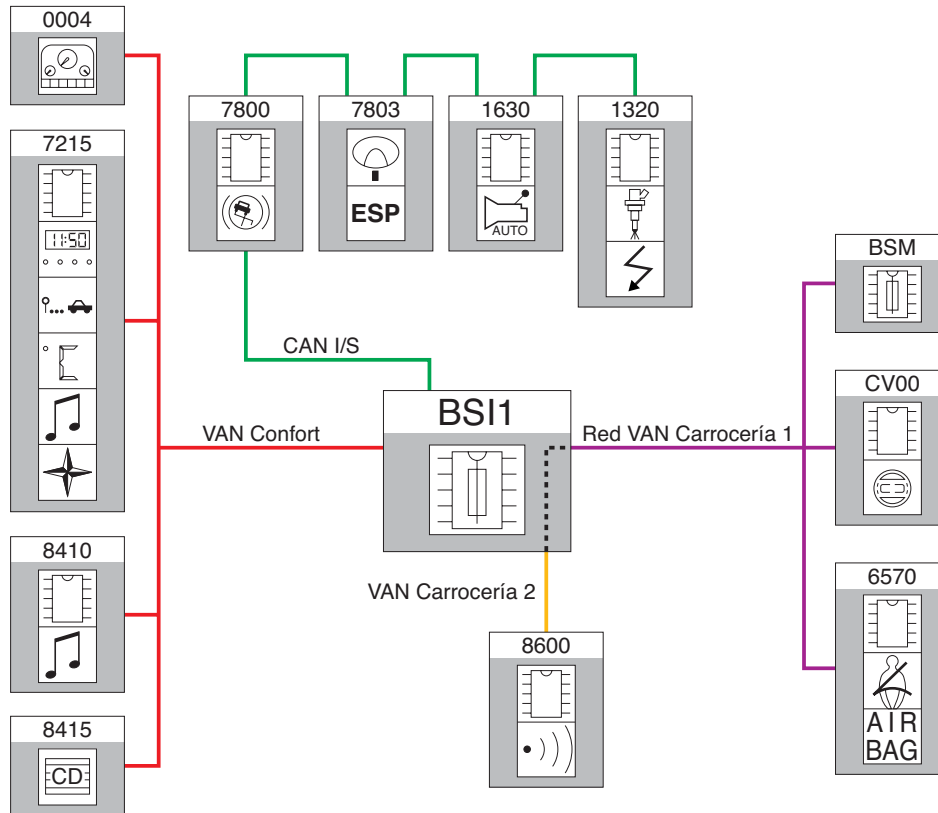 0004
7215
11:50
°C
8410
8415
CD
7800
7803
ESP
1630
AUTO
1320
CAN I/S
BSI1
VAN Confort
Red VAN Carrocería 1
VAN Carrocería 2
8600
BSM
CV00
6570
AIR
BAG